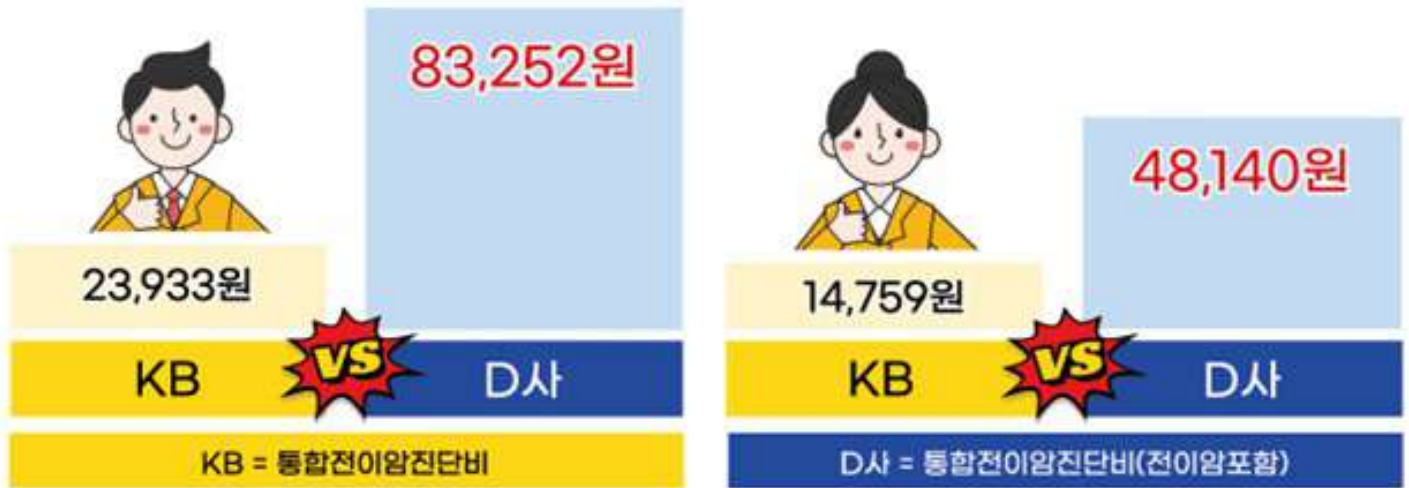 83,252원
23,933원
KB VS D사
KB = 통합전이암진단비
48,140원
14,759원
KB VS D사
D사 = 통합전이암진단비(전이암포함)